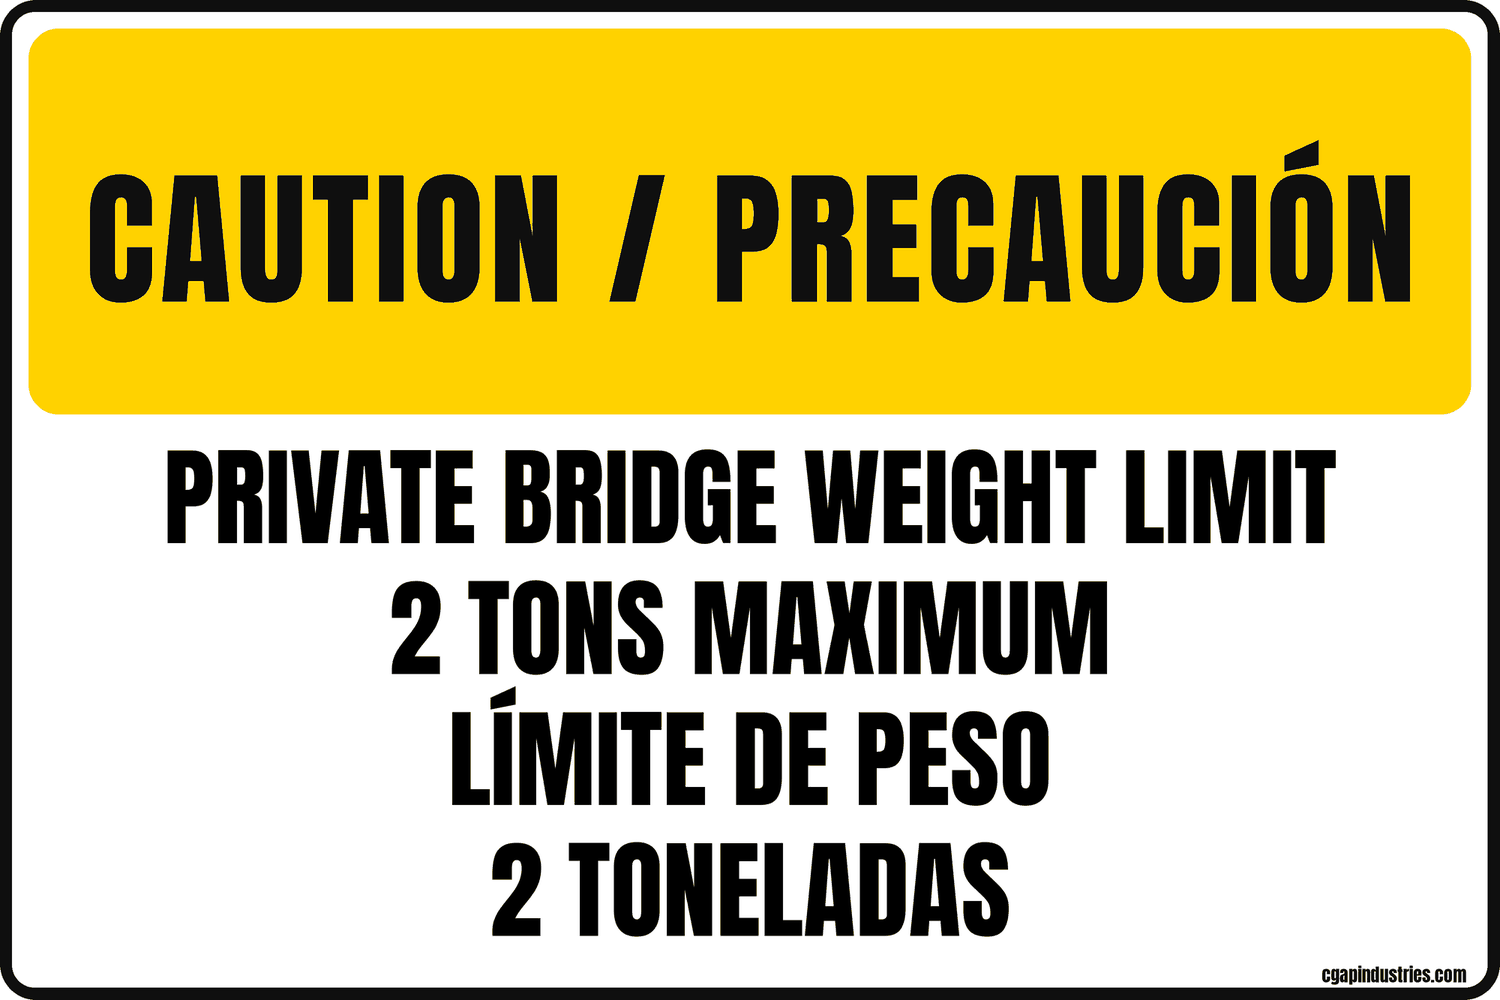 CAUTION / PRECAUCIÓN
PRIVATE BRIDGE WEIGHT LIMIT
2 TONS MAXIMUM
LÍMITE DE PESO
2 TONELADAS
cgapindustries.com